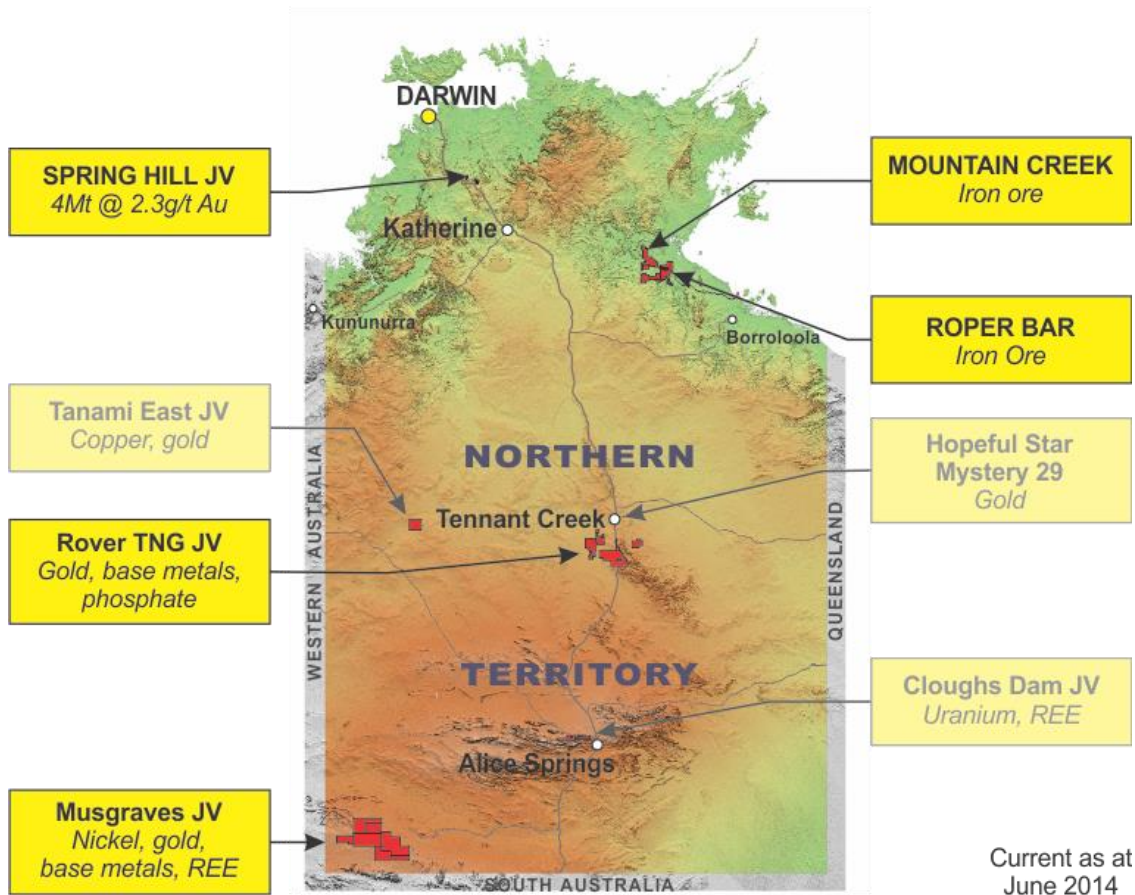 DARWIN
SPRING HILL JV
4Mt @ 2.3g/t Au
MOUNTAIN CREEK
Iron ore
Katherine
Kununurra
Borroloola
ROPER BAR
Iron Ore
Tanami East JV
Copper, gold
NORTHERN
Hopeful Star
Mystery 29
Gold
Tennant Creek
Rover TNG JV
Gold, base metals,
phosphate
WESTERN AUSTRALIA
QUEENSLAND
TERRITORY
Cloughs Dam JV
Uranium, REE
Alice Springs
Musgraves JV
Nickel, gold,
base metals, REE
SOUTH AUSTRALIA
Current as at
June 2014